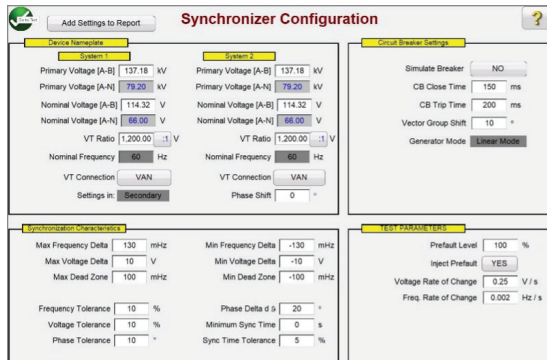 Add Settings to Report
Synchronizer Configuration
?
Device Nameplate
System 1
System 2
Primary Voltage [A-B] 137.18 kV
Primary Voltage [A-B] 137.18 kV
Primary Voltage [A-N] 79.20 kV
Primary Voltage [A-N] 79.20 kV
Nominal Voltage [A-B] 114.32 V
Nominal Voltage [A-B] 114.32 V
Nominal Voltage [A-N] 66.00 V
Nominal Voltage [A-N] 66.00 V
VT Ratio 1,200.00 :1 V
VT Ratio 1,200.00 :1 V
Nominal Frequency 60 Hz
Nominal Frequency 60 Hz
VT Connection VAN
VT Connection VAN
Settings in: Secondary
Phase Shift 0 °
Circuit Breaker Settings
Simulate Breaker NO
CB Close Time 150 ms
CB Trip Time 200 ms
Vector Group Shift 10 °
Generator Mode Linear Mode
Synchronization Characteristics
Max Frequency Delta 130 mHz
Min Frequency Delta -130 mHz
Max Voltage Delta 10 V
Min Voltage Delta -10 V
Max Dead Zone 100 mHz
Min Dead Zone -100 mHz
Frequency Tolerance 10 %
Phase Delta d 20 °
Voltage Tolerance 10 %
Minimum Sync Time 0 s
Phase Tolerance 10 °
Sync Time Tolerance 5 %
TEST PARAMETERS
Prefault Level 100 %
Inject Prefault YES
Voltage Rate of Change 0.25 V / s
Freq. Rate of Change 0.002 Hz / s